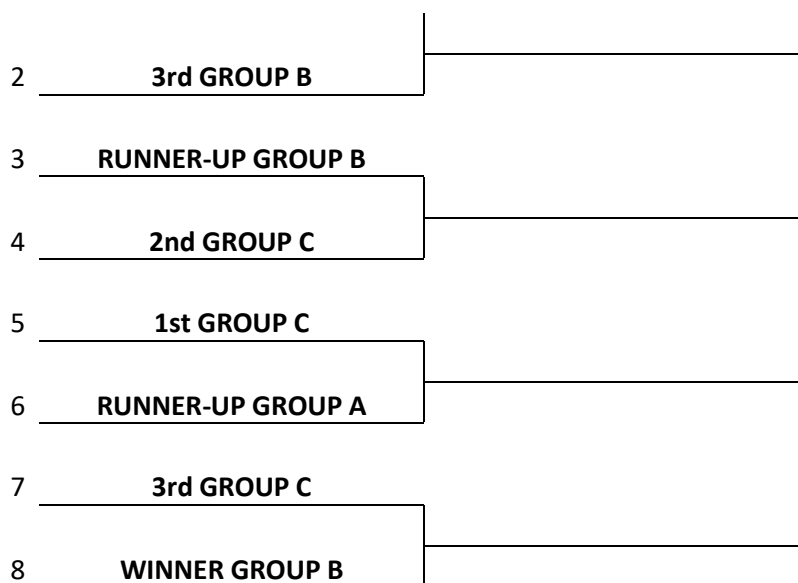 2 3rd GROUP B
3 RUNNER-UP GROUP B
4 2nd GROUP C
5 1st GROUP C
6 RUNNER-UP GROUP A
7 3rd GROUP C
8 WINNER GROUP B